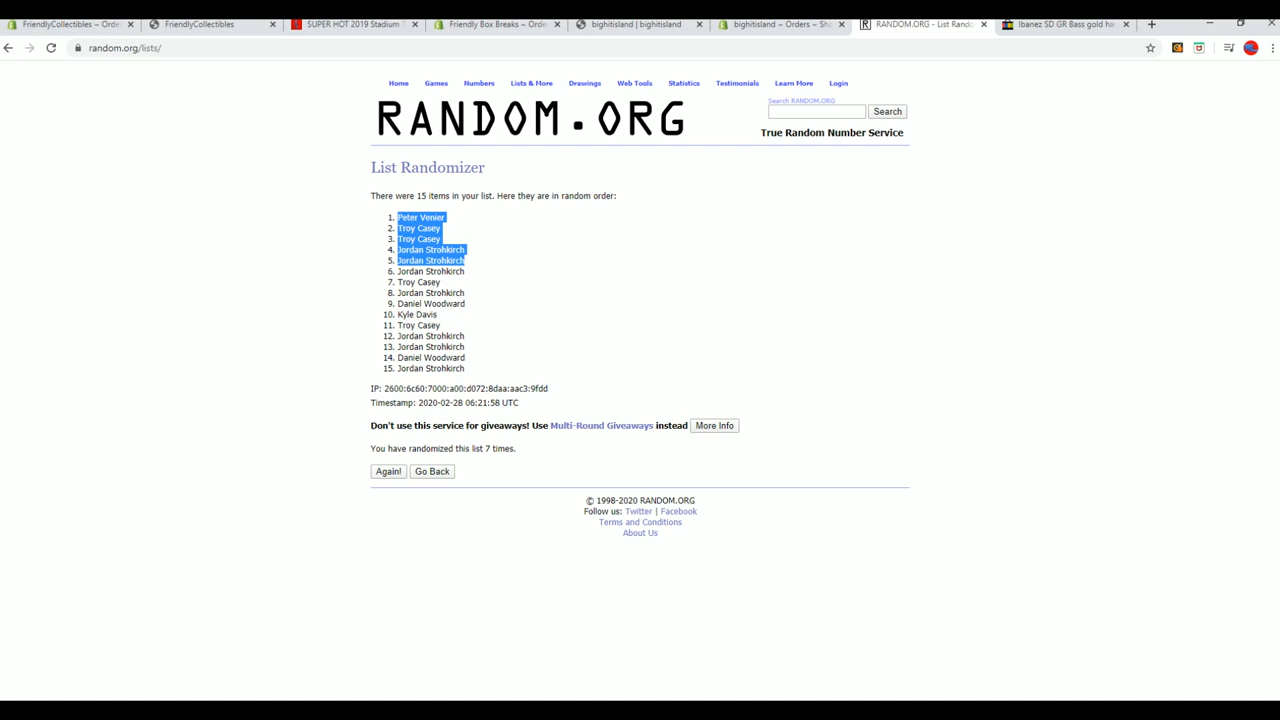 FriendlyCollectibles ~ Order
FriendlyCollectibles
SUPER HOT 2019 Stadium
Friendly Box Breaks ~ Orde
bighitisland | bighitisland
bighitisland ~ Orders ~ Sh
RANDOM.ORG - List Rando
Ibanez SD GR Bass gold ha
random.org/lists/
Home Games Numbers Lists & More Drawings Web Tools Statistics Testimonials Learn More Login
RANDOM.ORG
Search RANDOM.ORG
Search
True Random Number Service
List Randomizer
There were 15 items in your list. Here they are in random order:
1. Peter Venier
2. Troy Casey
3. Troy Casey
4. Jordan Strohkirch
5. Jordan Strohkirch
6. Jordan Strohkirch
7. Troy Casey
8. Jordan Strohkirch
9. Daniel Woodward
10. Kyle Davis
11. Troy Casey
12. Jordan Strohkirch
13. Jordan Strohkirch
14. Daniel Woodward
15. Jordan Strohkirch
IP: 2600:6c60:7000:a00:d072:8daa:aac3:9fdd
Timestamp: 2020-02-28 06:21:58 UTC
Don't use this service for giveaways! Use Multi-Round Giveaways instead More Info
You have randomized this list 7 times.
Again! Go Back
© 1998-2020 RANDOM.ORG
Follow us: Twitter | Facebook
Terms and Conditions
About Us